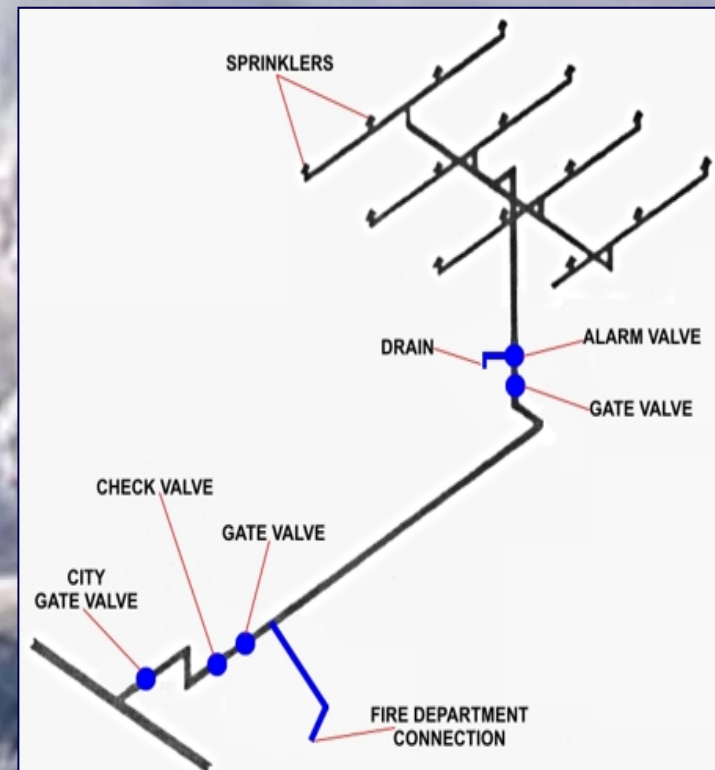 SPRINKLERS
DRAIN
ALARM VALVE
GATE VALVE
CHECK VALVE
GATE VALVE
CITY
GATE VALVE
FIRE DEPARTMENT
CONNECTION